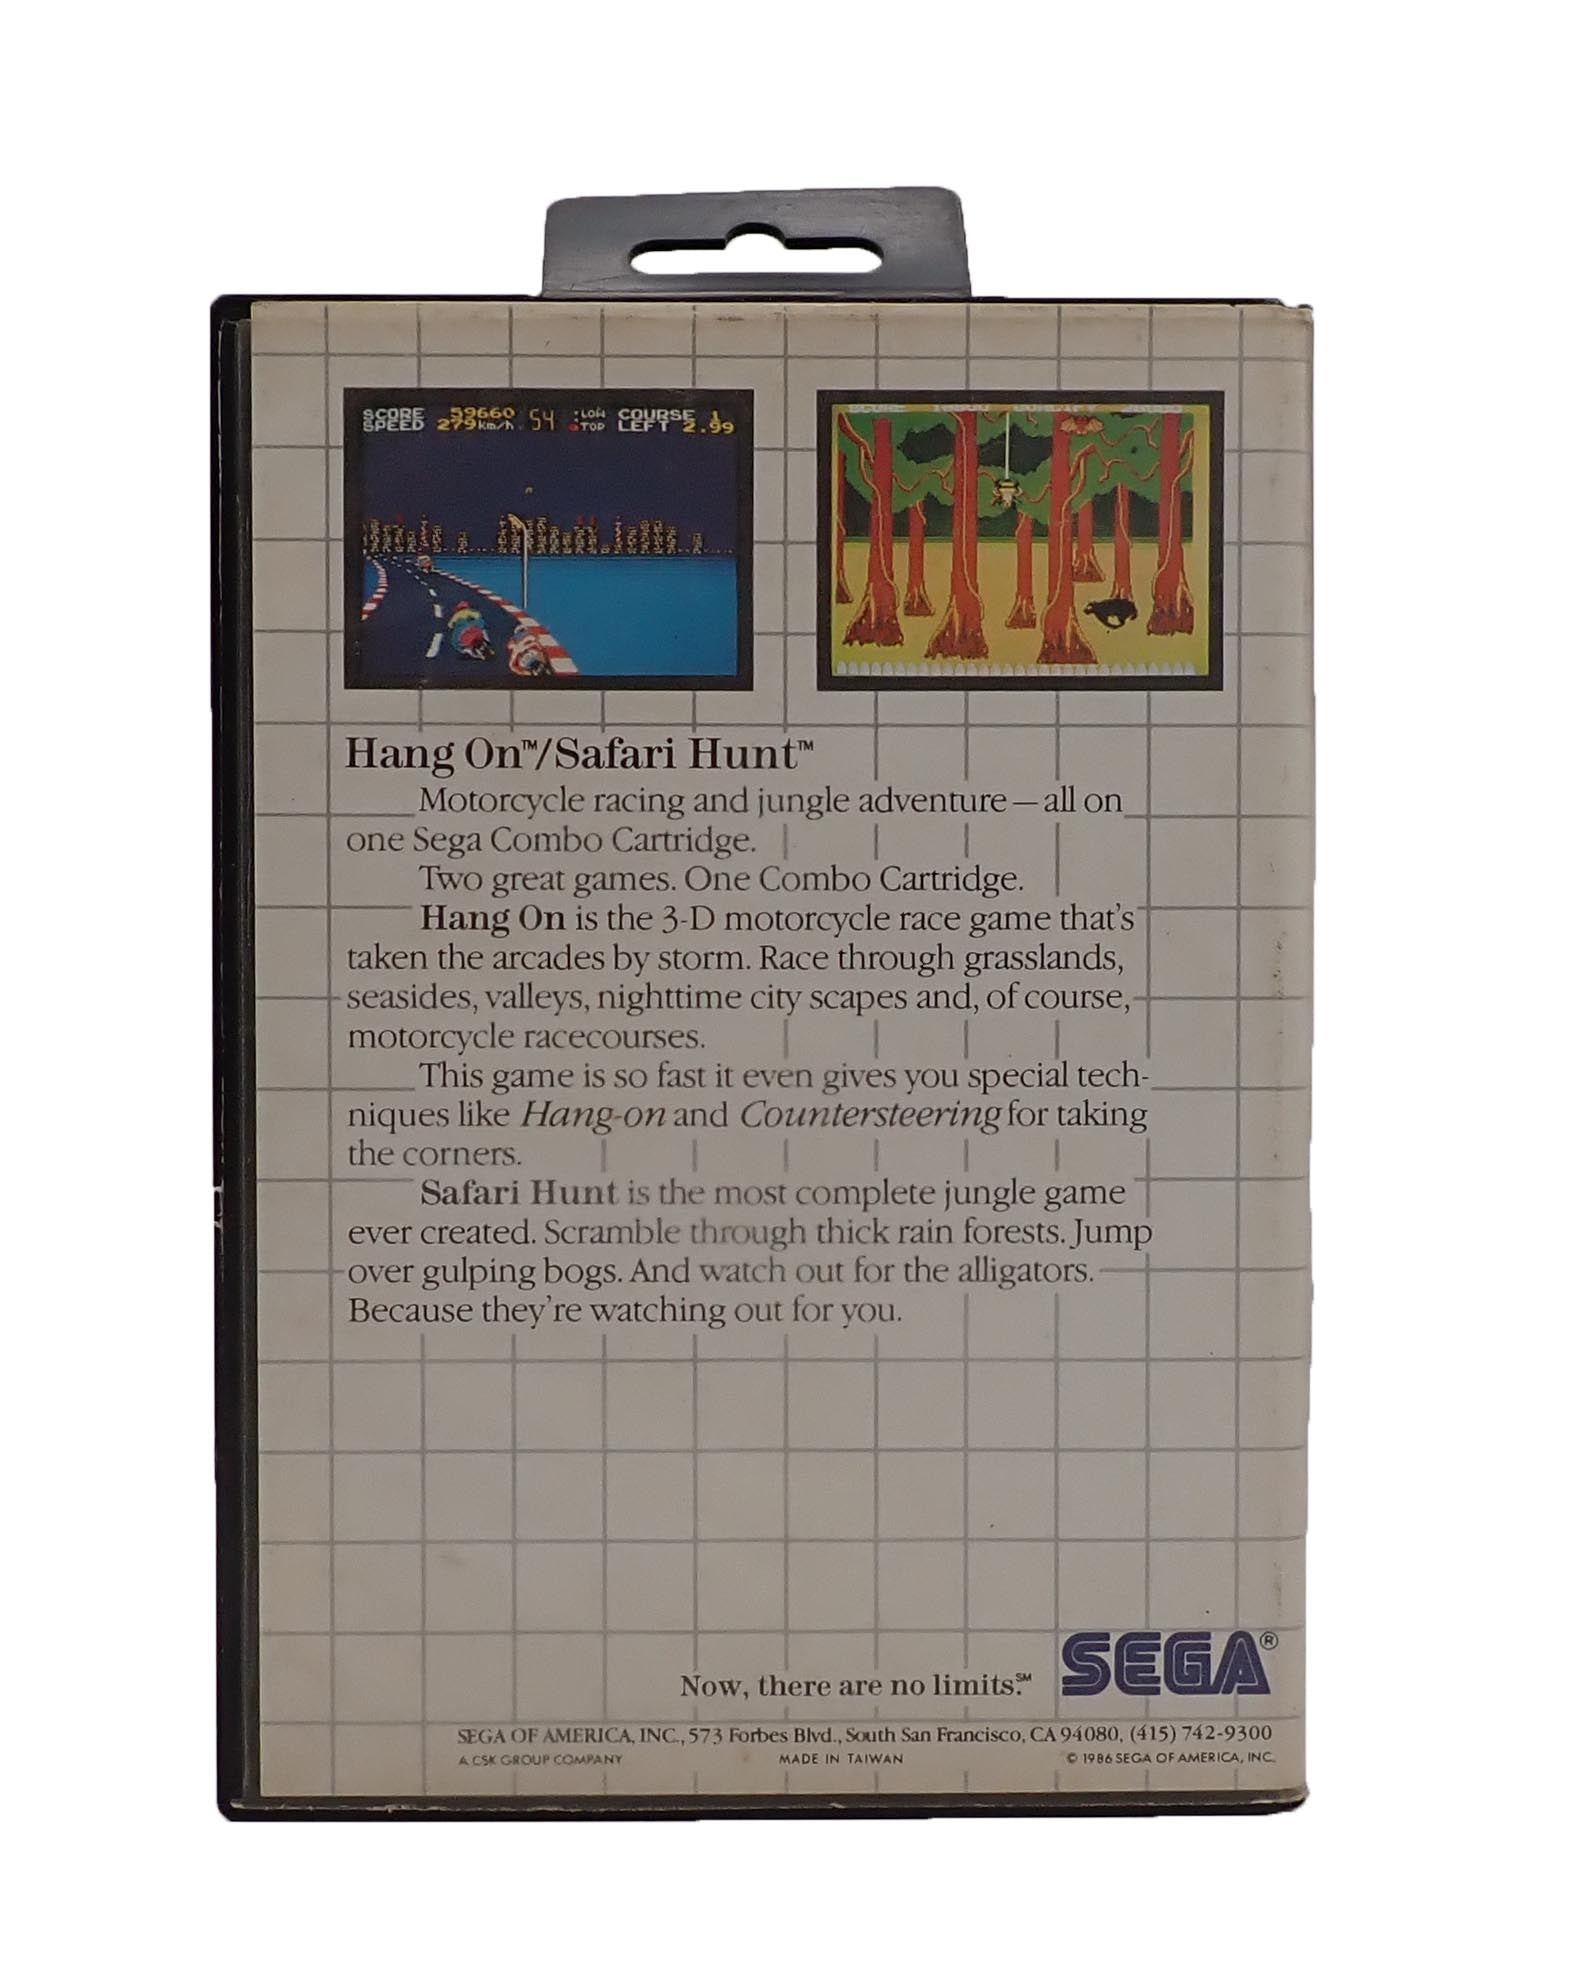 SCORE 59660 54 :LOW COURSE 1
SPEED 279km/h :TOP LEFT 2.99
Hang On™/Safari Hunt™
Motorcycle racing and jungle adventure — all on
one Sega Combo Cartridge.
Two great games. One Combo Cartridge.
Hang On is the 3-D motorcycle race game that's
taken the arcades by storm. Race through grasslands,
seasides, valleys, nighttime city scapes and, of course,
motorcycle racecourses.
This game is so fast it even gives you special tech-
niques like Hang-on and Countersteering for taking
the corners.
Safari Hunt is the most complete jungle game
ever created. Scramble through thick rain forests. Jump
over gulping bogs. And watch out for the alligators.
Because they're watching out for you.
Now, there are no limits.℠ SEGA®
SEGA OF AMERICA, INC., 573 Forbes Blvd., South San Francisco, CA 94080, (415) 742-9300
A CSK GROUP COMPANY MADE IN TAIWAN © 1986 SEGA OF AMERICA, INC.